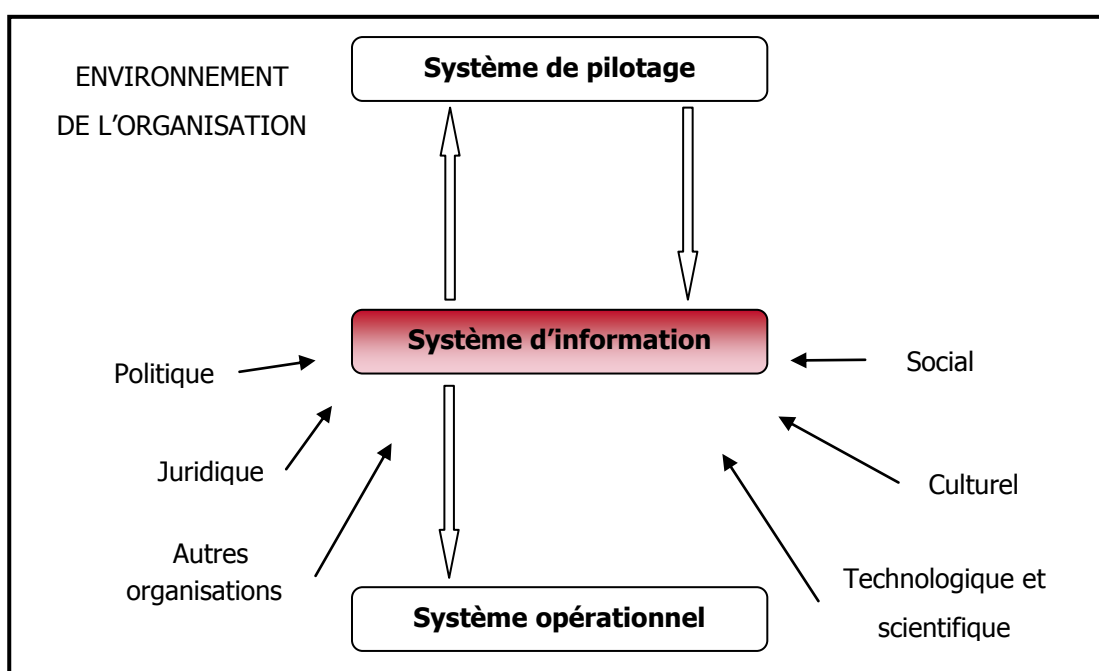 ENVIRONNEMENT
DE L’ORGANISATION
Système de pilotage
Système d’information
Politique
Juridique
Autres
organisations
Social
Culturel
Technologique et
scientifique
Système opérationnel